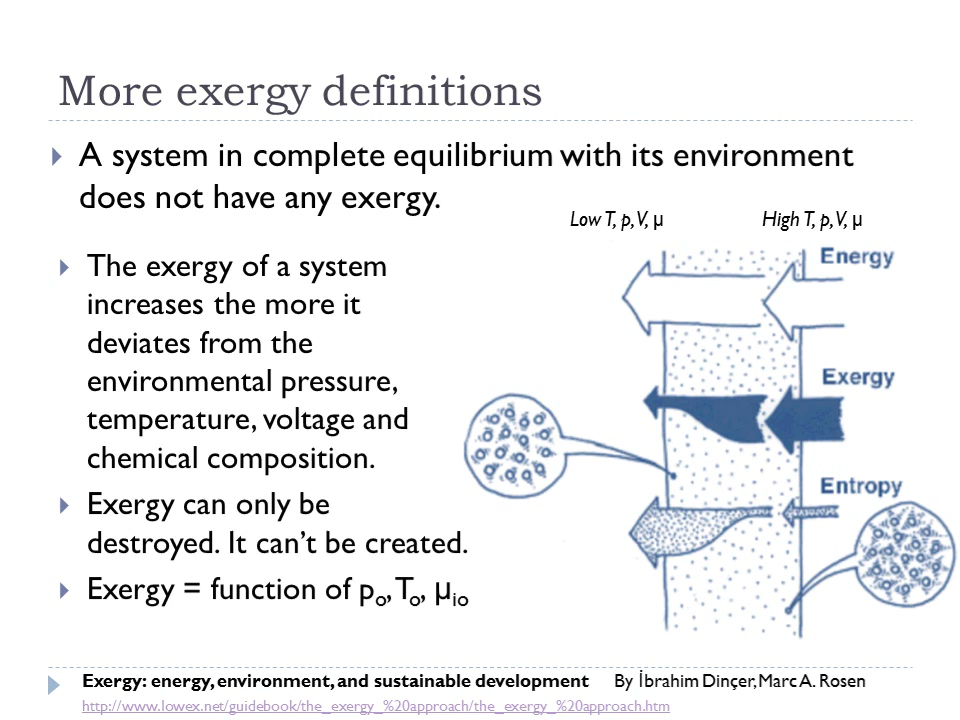 More exergy definitions
A system in complete equilibrium with its environment
does not have any exergy.
Low T, p, V, µ
High T, p, V, µ
The exergy of a system
increases the more it
deviates from the
environmental pressure,
temperature, voltage and
chemical composition.
Exergy can only be
destroyed. It can't be created.
Exergy = function of pₒ, Tₒ, µᵢₒ
Energy
Exergy
Entropy
Exergy: energy, environment, and sustainable development By İbrahim Dinçer, Marc A. Rosen
http://www.lowex.net/guidebook/the_exergy_%20approach/the_exergy_%20approach.htm